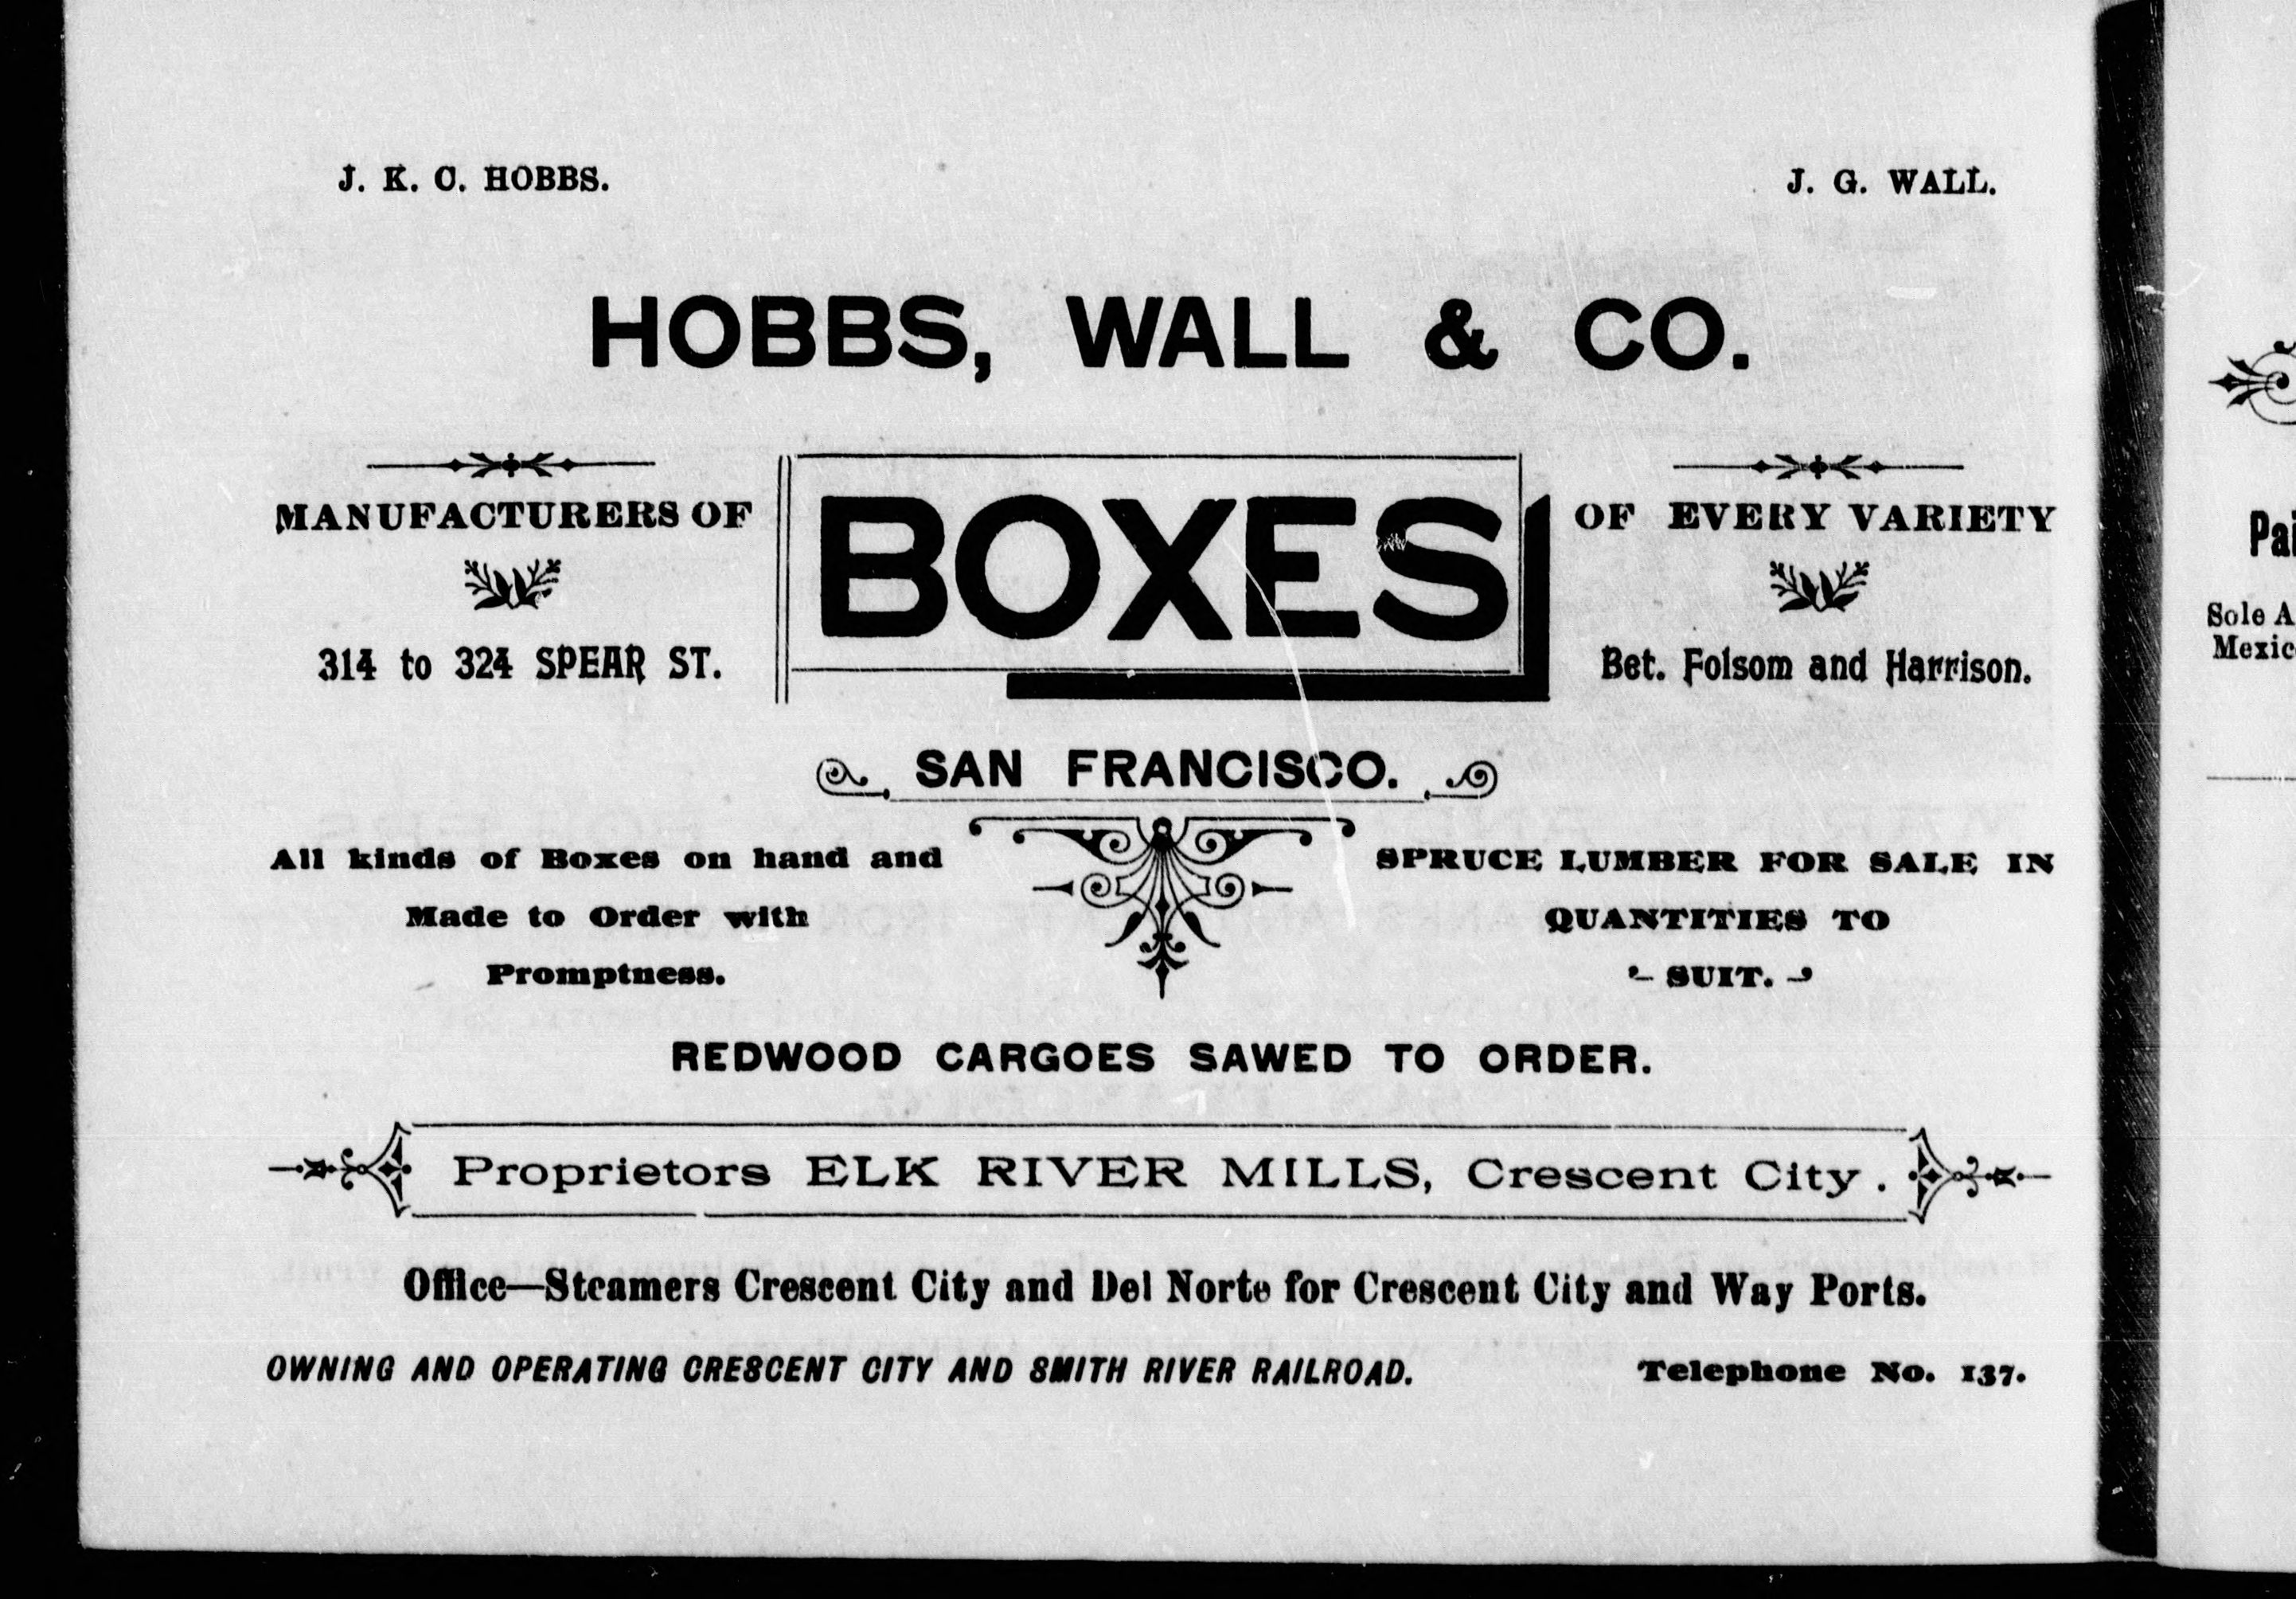 J. K. C. HOBBS.
J. G. WALL.
HOBBS, WALL & CO.
MANUFACTURERS OF
BOXES
OF EVERY VARIETY
314 to 324 SPEAR ST.
Bet. Folsom and Harrison.
SAN FRANCISCO.
All kinds of Boxes on hand and
Made to Order with
Promptness.
SPRUCE LUMBER FOR SALE IN
QUANTITIES TO
SUIT.
REDWOOD CARGOES SAWED TO ORDER.
Proprietors ELK RIVER MILLS, Crescent City.
Office—Steamers Crescent City and Del Norte for Crescent City and Way Ports.
OWNING AND OPERATING CRESCENT CITY AND SMITH RIVER RAILROAD.
Telephone No. 137.
Sole A